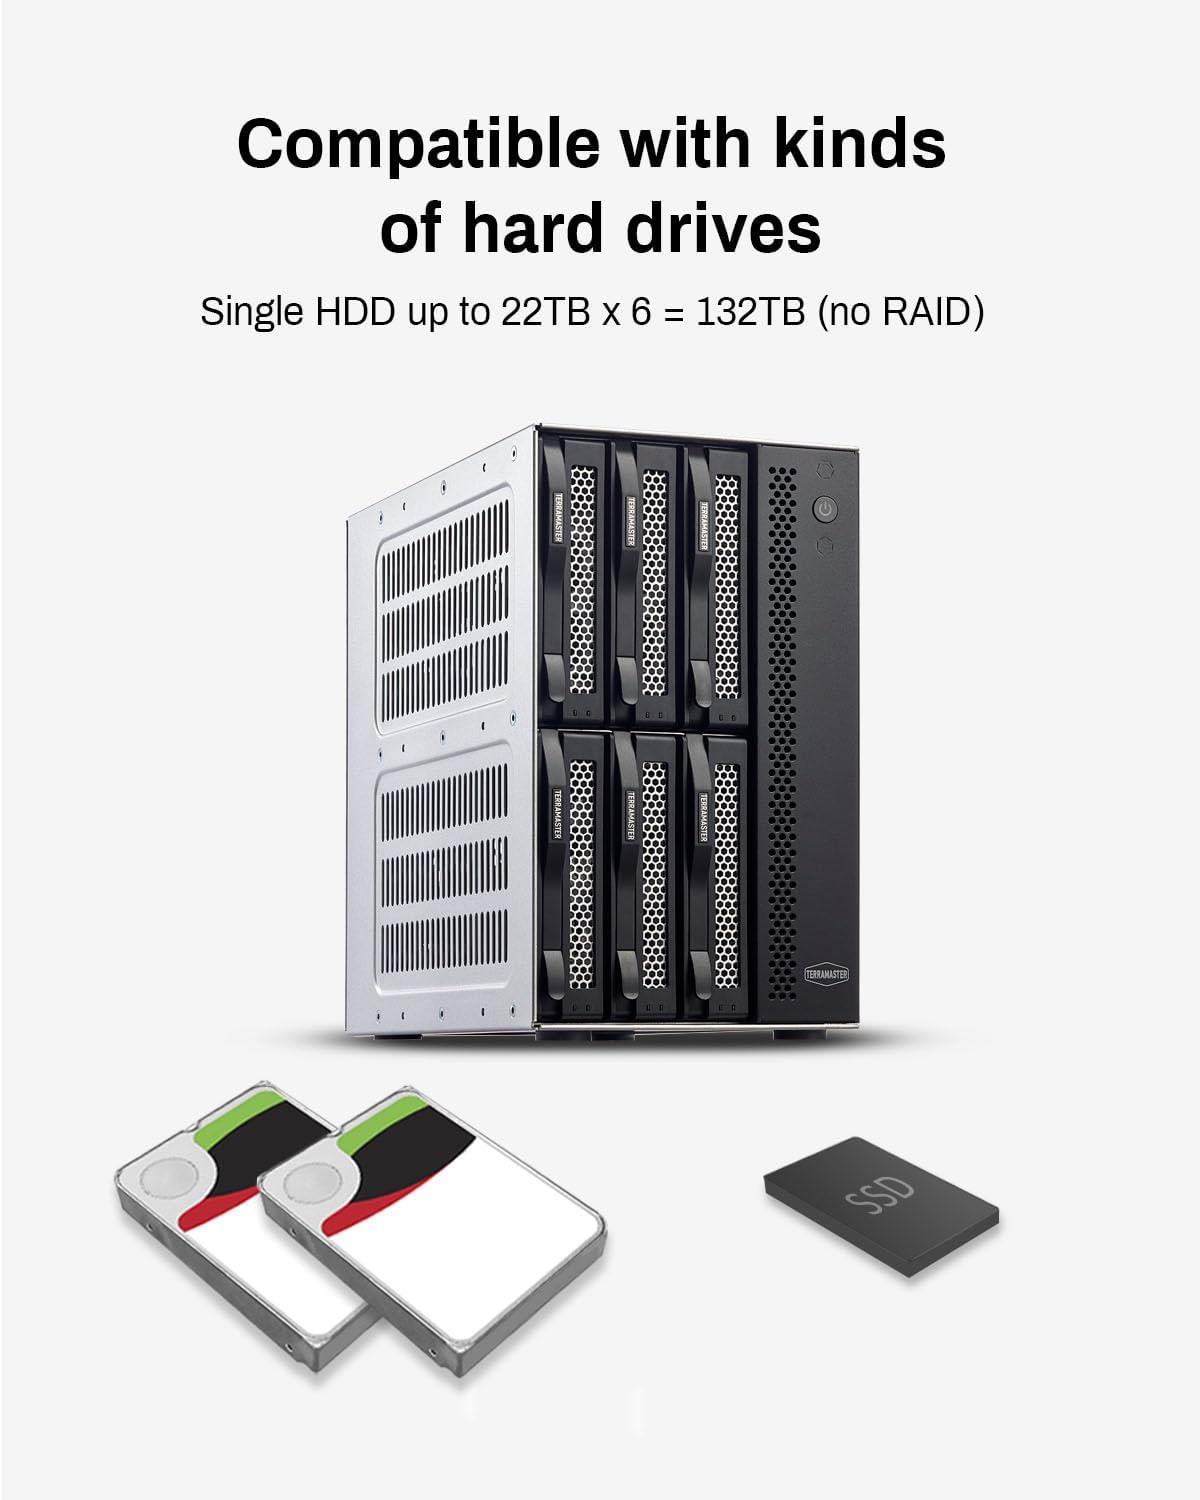 Compatible with kinds
of hard drives
Single HDD up to 22TB x 6 = 132TB (no RAID)
TERRAMASTER
TERRAMASTER
TERRAMASTER
TERRAMASTER
TERRAMASTER
TERRAMASTER
TERRAMASTER
SSD